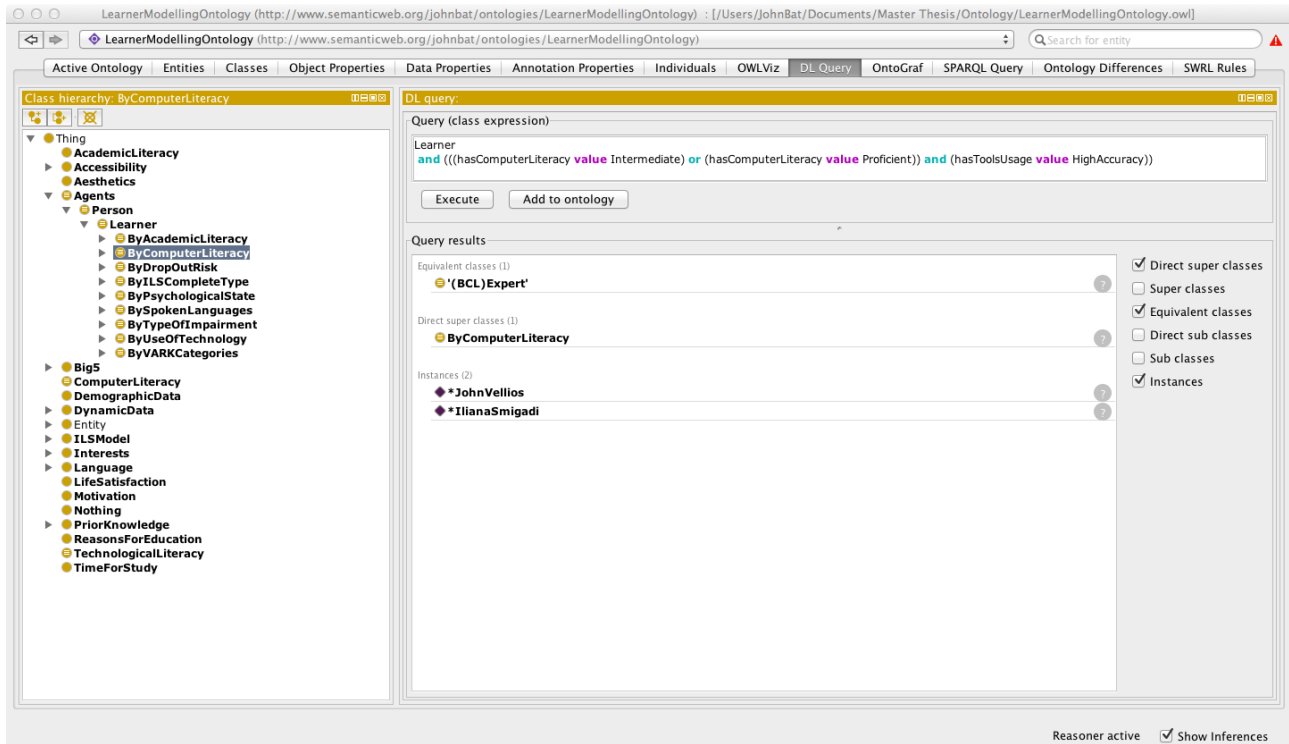 LearnerModellingOntology (http://www.semanticweb.org/johnbat/ontologies/LearnerModellingOntology) : [/Users/JohnBat/Documents/Master Thesis/Ontology/LearnerModellingOntology.owl]
LearnerModellingOntology (http://www.semanticweb.org/johnbat/ontologies/LearnerModellingOntology)
Search for entity
Active Ontology Entities Classes Object Properties Data Properties Annotation Properties Individuals OWLViz DL Query OntoGraf SPARQL Query Ontology Differences SWRL Rules
Class hierarchy: ByComputerLiteracy
Thing
AcademicLiteracy
Accessibility
Aesthetics
Agents
Person
Learner
ByAcademicLiteracy
ByComputerLiteracy
ByDropOutRisk
ByILSCompleteType
ByPsychologicalState
BySpokenLanguages
ByTypeOfImpairment
ByUseOfTechnology
ByVARKCategories
Big5
ComputerLiteracy
DemographicData
DynamicData
Entity
ILSModel
Interests
Language
LifeSatisfaction
Motivation
Nothing
PriorKnowledge
ReasonsForEducation
TechnologicalLiteracy
TimeForStudy
DL query:
Query (class expression)
Learner
and (((hasComputerLiteracy value Intermediate) or (hasComputerLiteracy value Proficient)) and (hasToolsUsage value HighAccuracy))
Execute Add to ontology
Query results
Equivalent classes (1)
'(BCL)Expert'
?
Direct super classes (1)
ByComputerLiteracy
?
Instances (2)
*JohnVellios
?
*IlianaSmigadi
?
Direct super classes
Super classes
Equivalent classes
Direct sub classes
Sub classes
Instances
Reasoner active Show Inferences